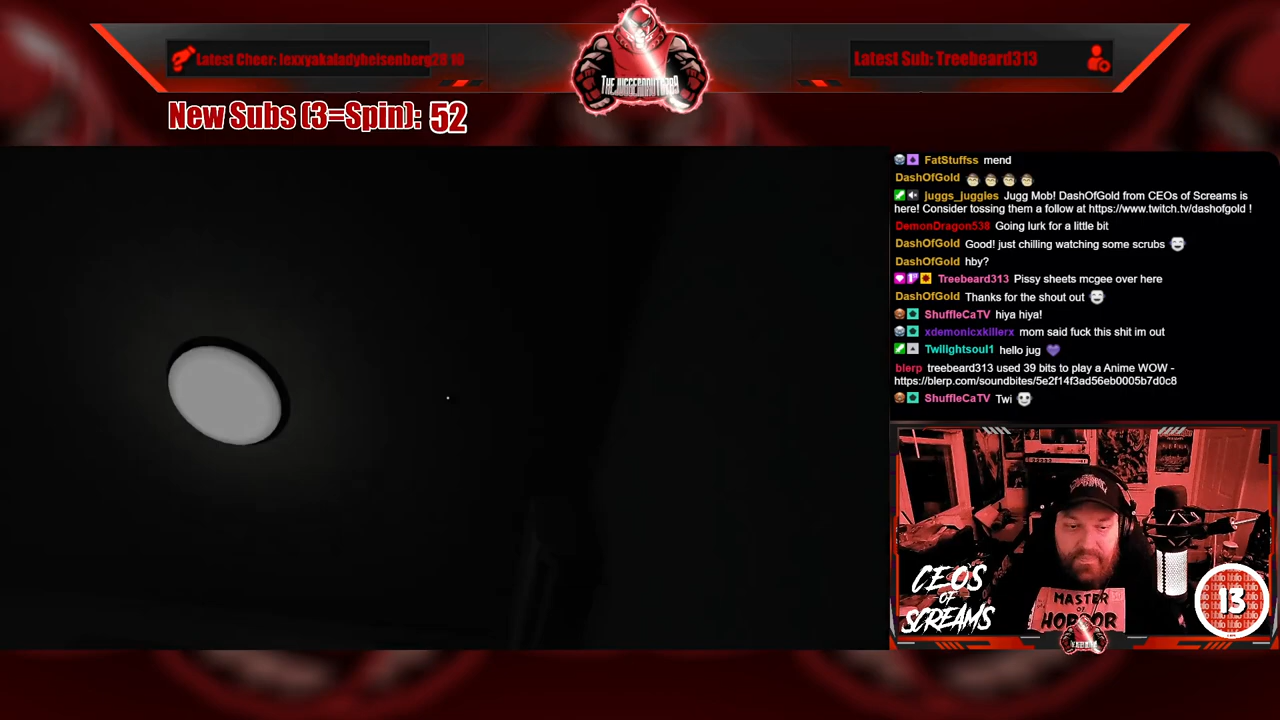 Latest Cheer: lexxyakaladyheisenberg28 10
Latest Sub: Treebeard313
New Subs (3=Spin): 52
FatStuffss mend
DashOfGold
juggs_juggles Jugg Mob! DashOfGold from CEOs of Screams is
here! Consider tossing them a follow at https://www.twitch.tv/dashofgold !
DemonDragon538 Going lurk for a little bit
DashOfGold Good! just chilling watching some scrubs
DashOfGold hby?
Treebeard313 Pissy sheets mcgee over here
DashOfGold Thanks for the shout out
ShuffleCaTV hiya hiya!
xdemonicxkillerx mom said fuck this shit im out
Twilightsoul1 hello jug
blerp treebeard313 used 39 bits to play a Anime WOW -
https://blerp.com/soundbites/5e2f14f3ad56eb0005b7d0c8
ShuffleCaTV Twi
CEOS
OF
SCREAMS
MASTER
OF
HORROR
13